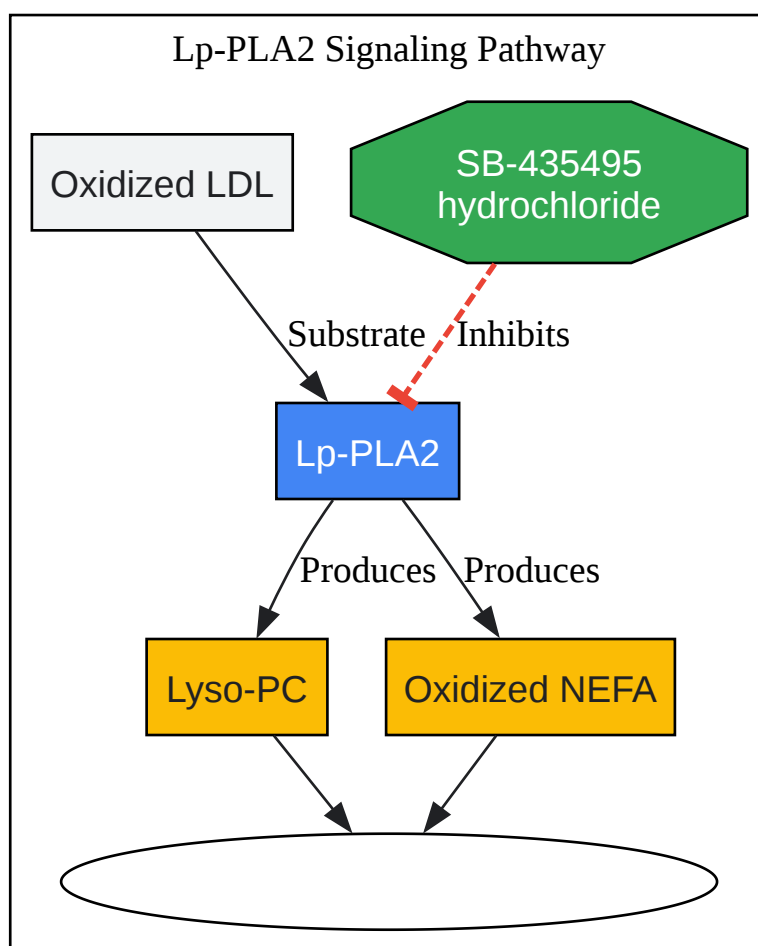 Lp-PLA2 Signaling Pathway
Oxidized LDL
SB-435495
hydrochloride
Substrate
Inhibits
Lp-PLA2
Produces
Produces
Lyso-PC
Oxidized NEFA